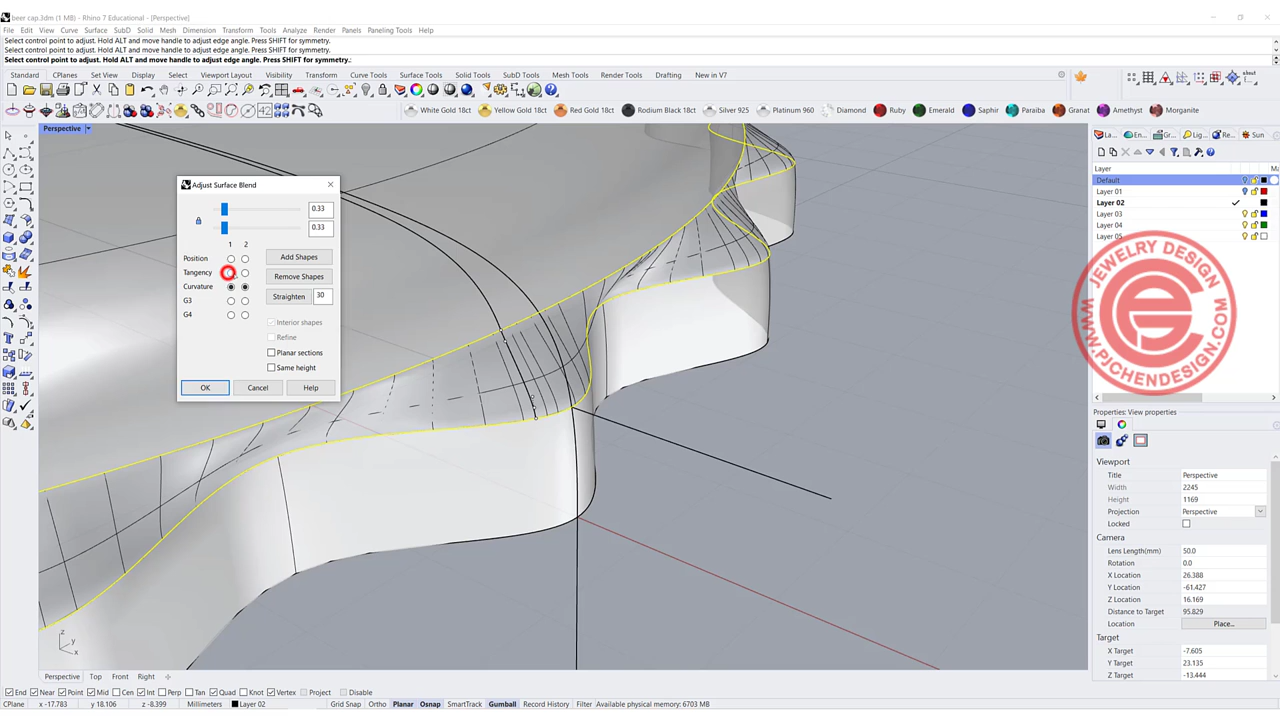 beer cap.3dm (1 MB) - Rhino 7 Educational - [Perspective]
File Edit View Curve Surface SubD Solid Mesh Dimension Transform Tools Analyze Render Panels Paneling Tools Help
Select control point to adjust. Hold ALT and move handle to adjust edge angle. Press SHIFT for symmetry.
Select control point to adjust. Hold ALT and move handle to adjust edge angle. Press SHIFT for symmetry.
Select control point to adjust. Hold ALT and move handle to adjust edge angle. Press SHIFT for symmetry.:
Standard CPlanes Set View Display Select Viewport Layout Visibility Transform Curve Tools Surface Tools Solid Tools SubD Tools Mesh Tools Render Tools Drafting New in V7
White Gold 18ct Yellow Gold 18ct Red Gold 18ct Rodium Black 18ct Silver 925 Platinum 960 Diamond Ruby Emerald Saphir Paraiba Granat Amethyst Morganite
Perspective
Adjust Surface Blend
0.33
0.33
1 2
Position
Tangency
Curvature
G3
G4
Add Shapes
Remove Shapes
Straighten 30
Interior shapes
Refine
Planar sections
Same height
OK Cancel Help
La... En... Gr... Lig... Re... Sun
Layer Ma
Default
Layer 01
Layer 02
Layer 03
Layer 04
Layer 05
JEWELRY DESIGN
WWW.PJCHENDESIGN.COM
Properties: View properties
Viewport
Title Perspective
Width 2245
Height 1169
Projection Perspective
Locked
Camera
Lens Length(mm) 50.0
Rotation 0.0
X Location 26.388
Y Location -61.427
Z Location 16.169
Distance to Target 95.829
Location Place...
Target
X Target -7.605
Y Target 23.135
Z Target -13.444
z
y
x
Perspective Top Front Right
End Near Point Mid Cen Int Perp Tan Quad Knot Vertex Project Disable
CPlane x -17.783 y 18.106 z -8.399 Millimeters Layer 02 Grid Snap Ortho Planar Osnap SmartTrack Gumball Record History Filter Available physical memory: 6703 MB